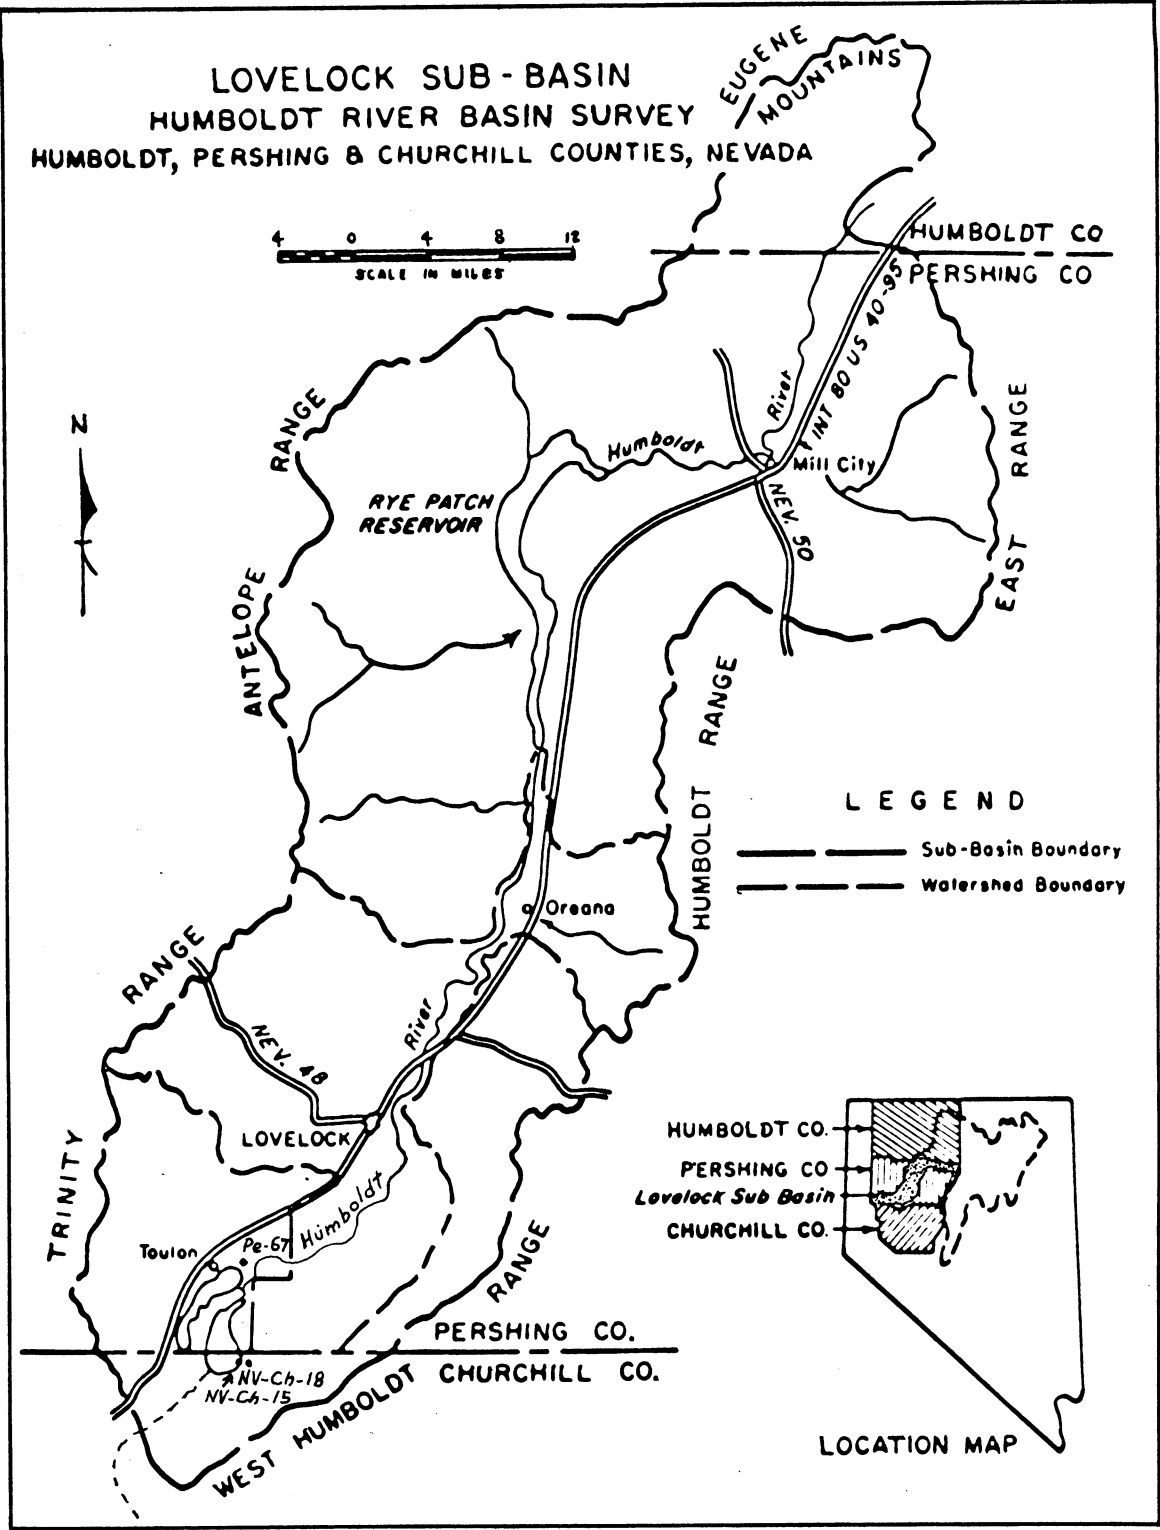 LOVELOCK SUB-BASIN
HUMBOLDT RIVER BASIN SURVEY
HUMBOLDT, PERSHING & CHURCHILL COUNTIES, NEVADA
EUGENE
MOUNTAINS
4 0 4 8 12
SCALE IN MILES
HUMBOLDT CO
PERSHING CO
INT 80 US 40-95
River
Humboldt
Mill City
NEV. 50
RANGE
EAST
RANGE
ANTELOPE
N
RYE PATCH
RESERVOIR
RANGE
HUMBOLDT
LEGEND
Sub-Basin Boundary
Watershed Boundary
Oreana
RANGE
TRINITY
NEV. 48
River
LOVELOCK
Humboldt
Toulon
Pe-67
RANGE
WEST HUMBOLDT
PERSHING CO.
CHURCHILL CO.
NV-Ch-18
NV-Ch-15
HUMBOLDT CO.
PERSHING CO
Lovelock Sub Basin
CHURCHILL CO.
LOCATION MAP